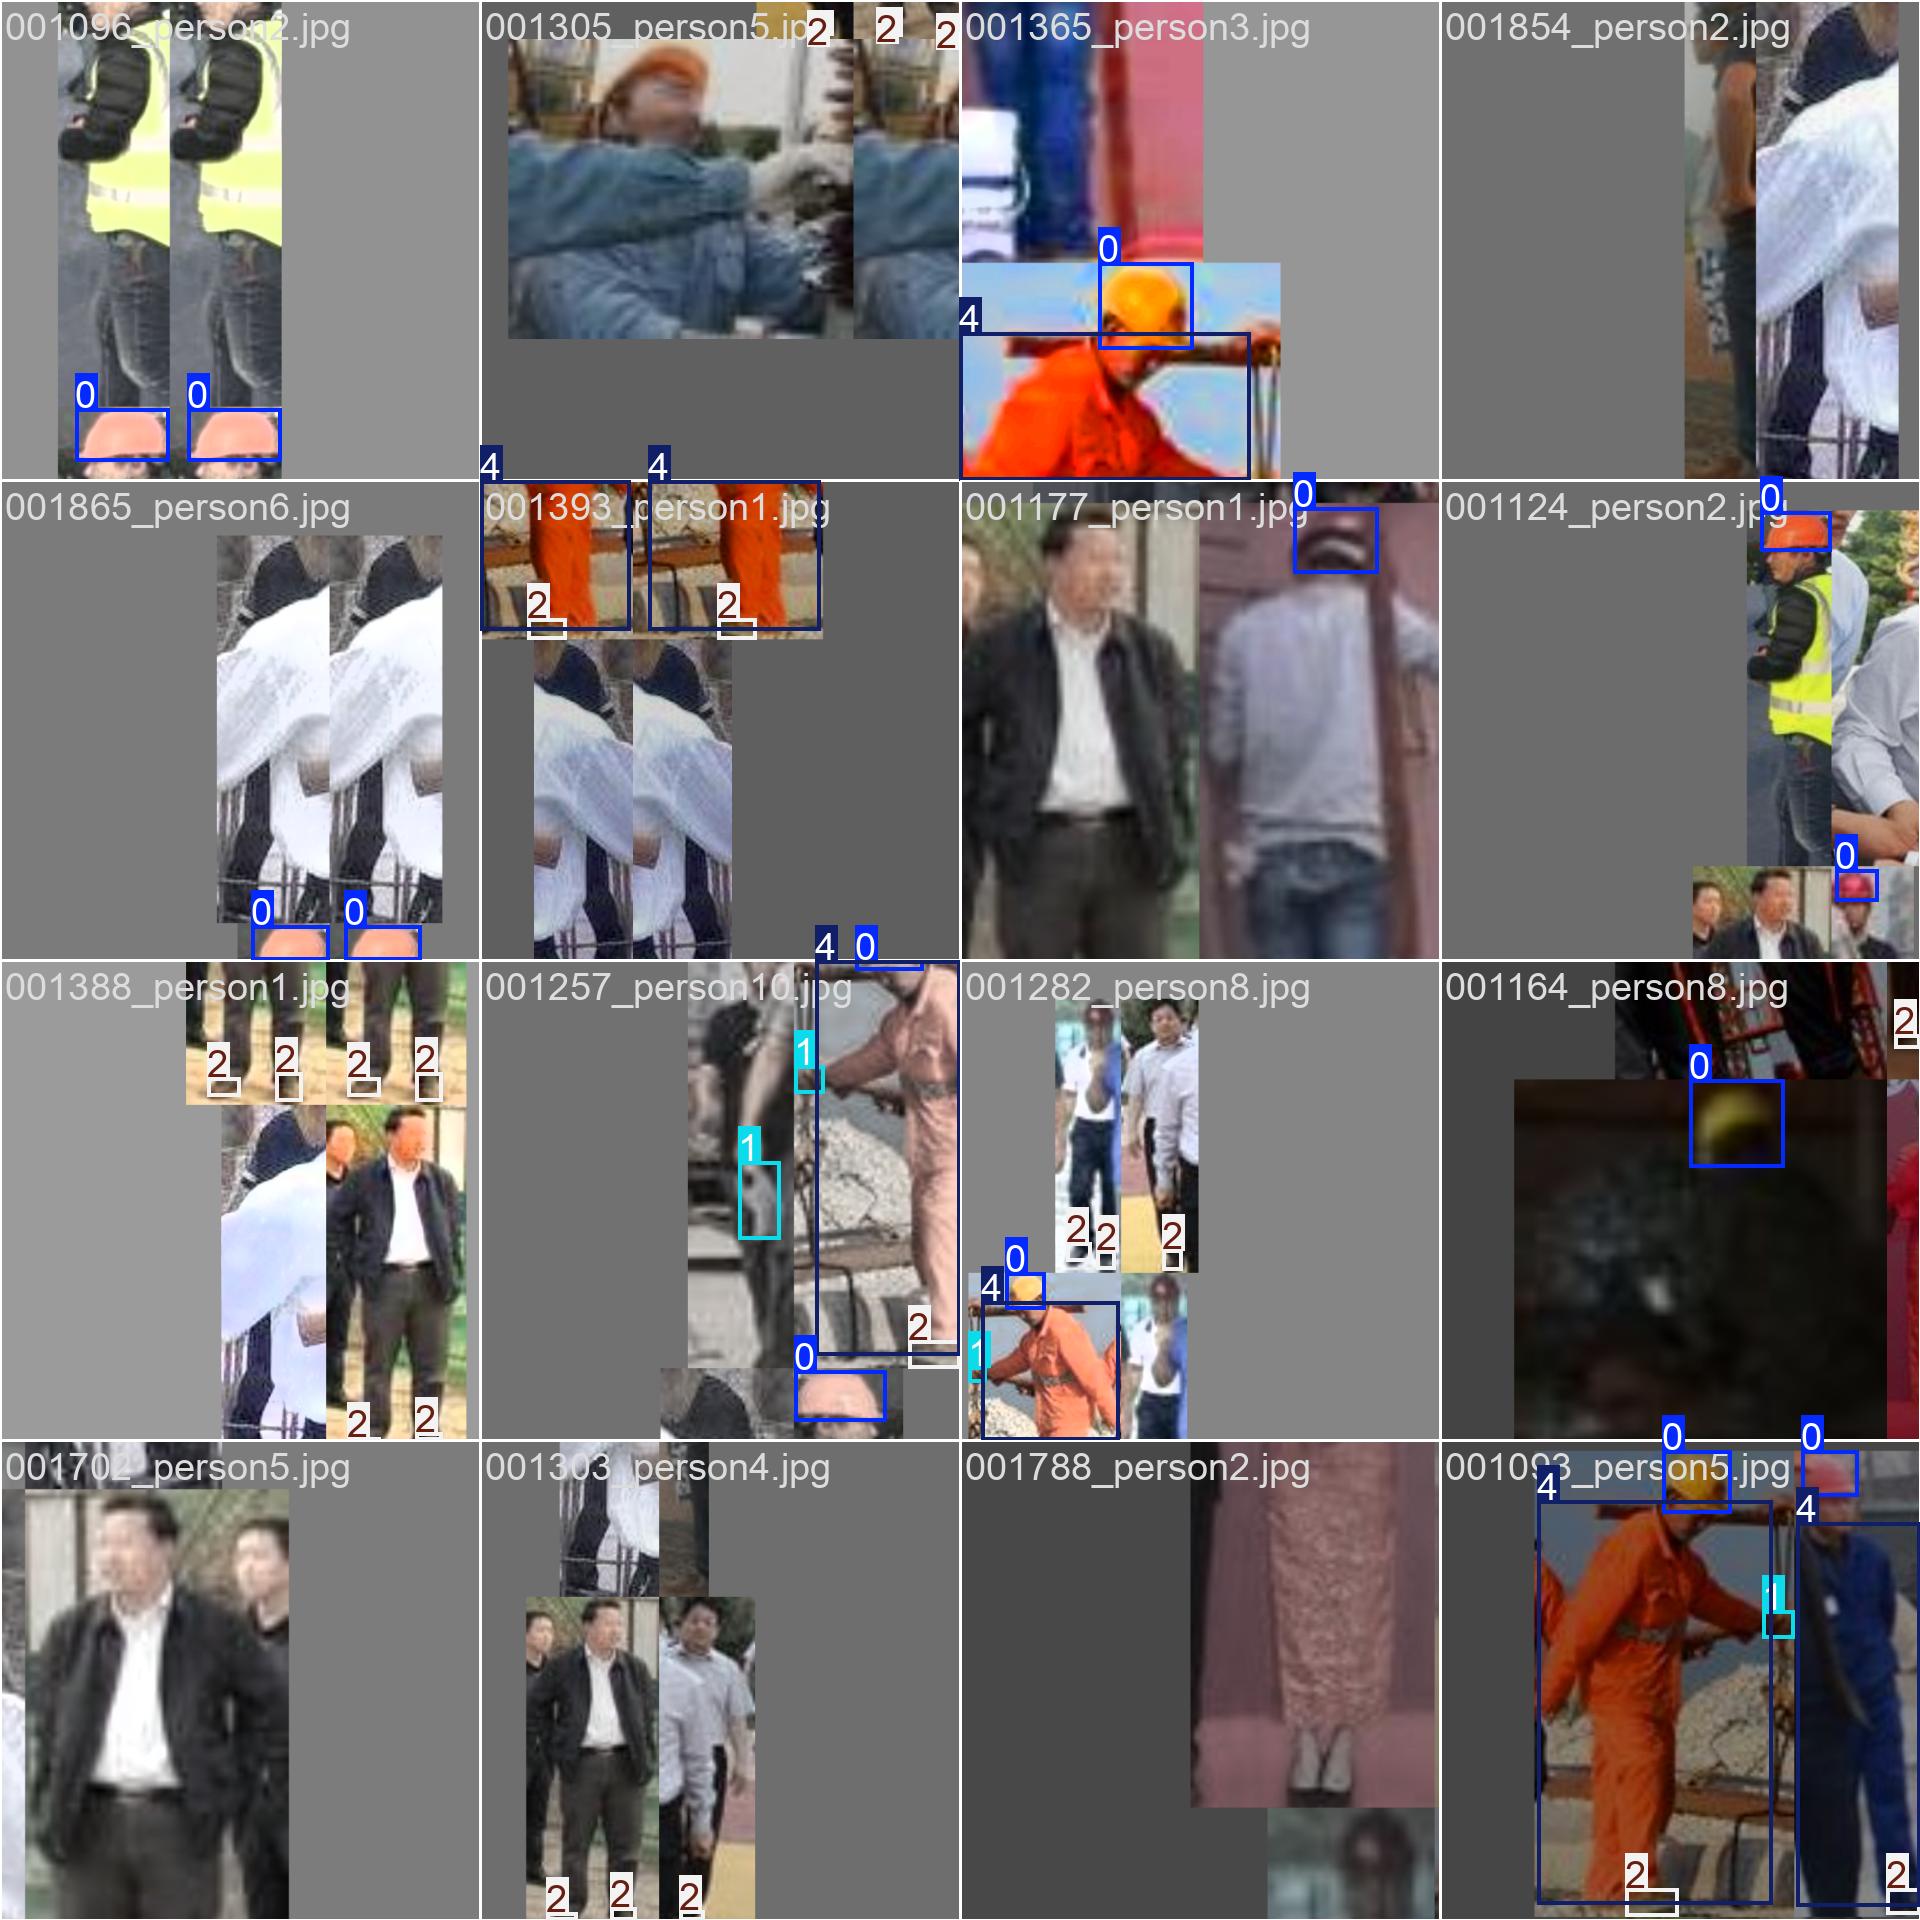 001096_person2.jpg
001305_person5.jpg
2
2
2
001365_person3.jpg
001854_person2.jpg
0
4
0
0
4
4
0
0
001865_person6.jpg
001393_person1.jpg
001177_person1.jpg
001124_person2.jpg
2
2
0
0
0
4
0
001388_person1.jpg
001257_person10.jpg
001282_person8.jpg
001164_person8.jpg
2
2
2
2
2
1
0
1
2
2
2
0
4
2
1
0
2
2
0
0
001702_person5.jpg
001303_person4.jpg
001788_person2.jpg
001093_person5.jpg
4
4
1
2
2
2
2
2